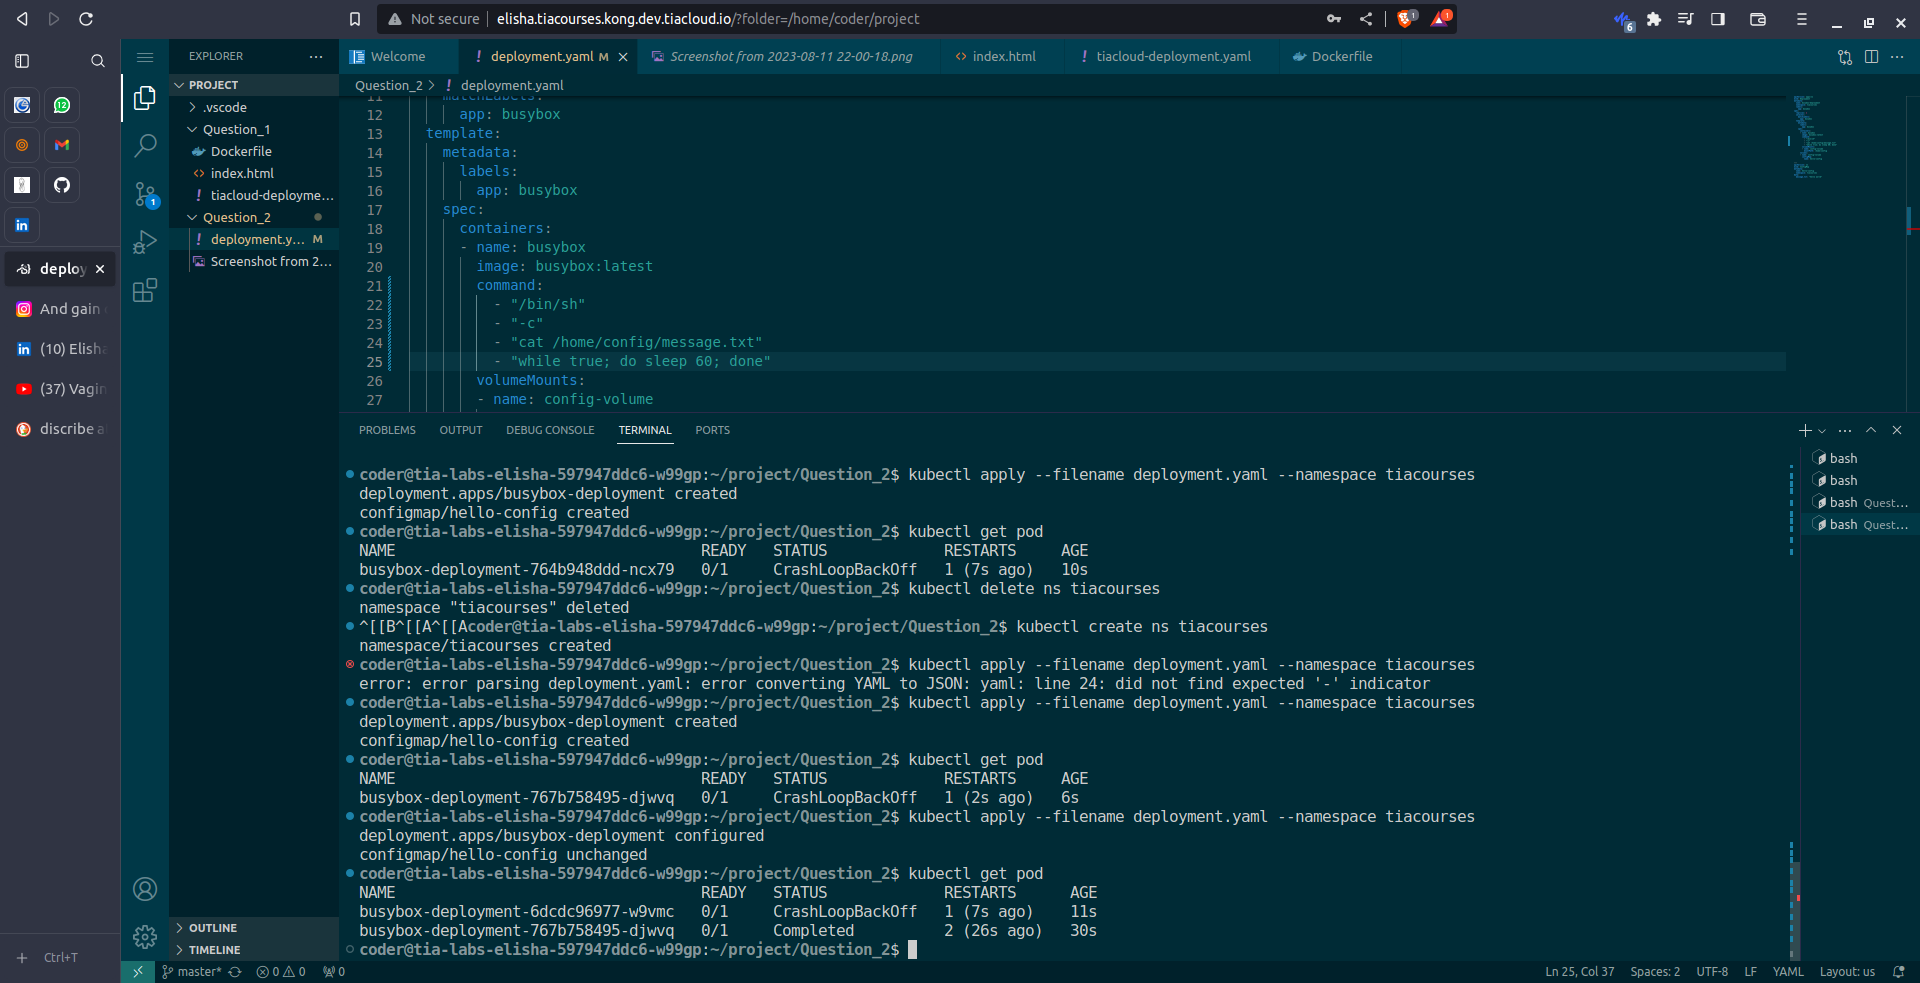 Not secure
elisha.tiacourses.kong.dev.tiacloud.io/?folder=/home/coder/project
1
1
6
12
deploy
And gain
(10) Elisha
(37) Vagin
discribe a
Ctrl+T
EXPLORER
PROJECT
.vscode
Question_1
Dockerfile
index.html
tiacloud-deployme...
Question_2
deployment.y... M
Screenshot from 2...
OUTLINE
TIMELINE
1
Welcome
deployment.yaml M
Screenshot from 2023-08-11 22-00-18.png
index.html
tiacloud-deployment.yaml
Dockerfile
Question_2 > ! deployment.yaml
11 matchLabels:
12 app: busybox
13 template:
14 metadata:
15 labels:
16 app: busybox
17 spec:
18 containers:
19 - name: busybox
20 image: busybox:latest
21 command:
22 - "/bin/sh"
23 - "-c"
24 - "cat /home/config/message.txt"
25 - "while true; do sleep 60; done"
26 volumeMounts:
27 - name: config-volume
PROBLEMS OUTPUT DEBUG CONSOLE TERMINAL PORTS
coder@tia-labs-elisha-597947ddc6-w99gp:~/project/Question_2$ kubectl apply --filename deployment.yaml --namespace tiacourses
deployment.apps/busybox-deployment created
configmap/hello-config created
coder@tia-labs-elisha-597947ddc6-w99gp:~/project/Question_2$ kubectl get pod
NAME READY STATUS RESTARTS AGE
busybox-deployment-764b948ddd-ncx79 0/1 CrashLoopBackOff 1 (7s ago) 10s
coder@tia-labs-elisha-597947ddc6-w99gp:~/project/Question_2$ kubectl delete ns tiacourses
namespace "tiacourses" deleted
^[[B^[[A^[[Acoder@tia-labs-elisha-597947ddc6-w99gp:~/project/Question_2$ kubectl create ns tiacourses
namespace/tiacourses created
coder@tia-labs-elisha-597947ddc6-w99gp:~/project/Question_2$ kubectl apply --filename deployment.yaml --namespace tiacourses
error: error parsing deployment.yaml: error converting YAML to JSON: yaml: line 24: did not find expected '-' indicator
coder@tia-labs-elisha-597947ddc6-w99gp:~/project/Question_2$ kubectl apply --filename deployment.yaml --namespace tiacourses
deployment.apps/busybox-deployment created
configmap/hello-config created
coder@tia-labs-elisha-597947ddc6-w99gp:~/project/Question_2$ kubectl get pod
NAME READY STATUS RESTARTS AGE
busybox-deployment-767b758495-djwvq 0/1 CrashLoopBackOff 1 (2s ago) 6s
coder@tia-labs-elisha-597947ddc6-w99gp:~/project/Question_2$ kubectl apply --filename deployment.yaml --namespace tiacourses
deployment.apps/busybox-deployment configured
configmap/hello-config unchanged
coder@tia-labs-elisha-597947ddc6-w99gp:~/project/Question_2$ kubectl get pod
NAME READY STATUS RESTARTS AGE
busybox-deployment-6dcdc96977-w9vmc 0/1 CrashLoopBackOff 1 (7s ago) 11s
busybox-deployment-767b758495-djwvq 0/1 Completed 2 (26s ago) 30s
coder@tia-labs-elisha-597947ddc6-w99gp:~/project/Question_2$
bash
bash
bash Quest...
bash Quest...
master* 0 0 0
Ln 25, Col 37 Spaces: 2 UTF-8 LF YAML Layout: us